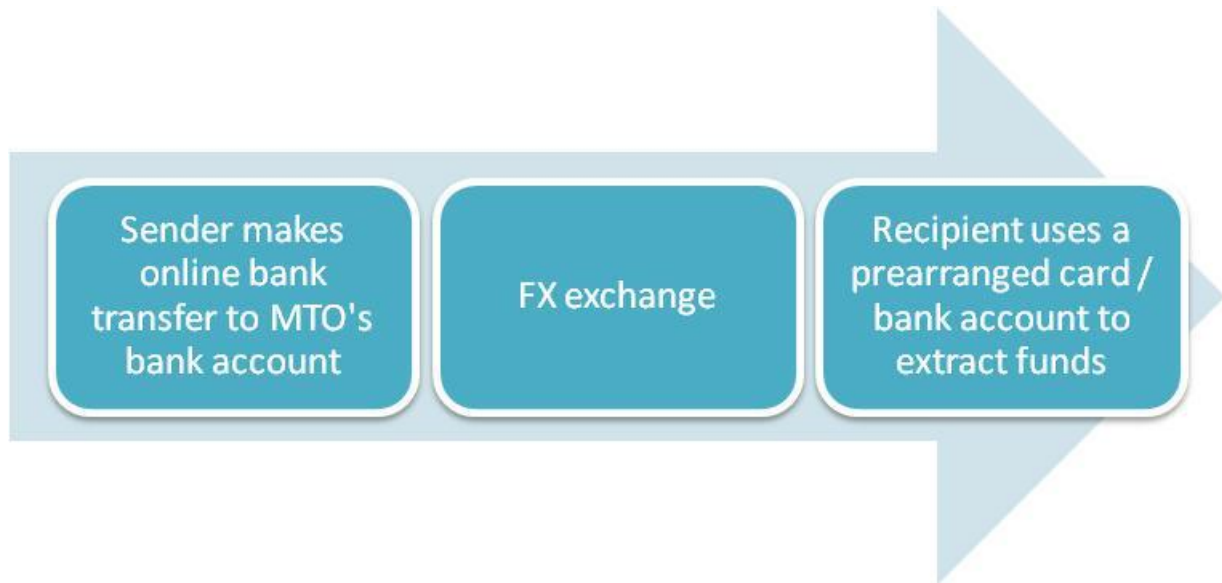 Sender makes
online bank
transfer to MTO's
bank account
FX exchange
Recipient uses a
prearranged card /
bank account to
extract funds